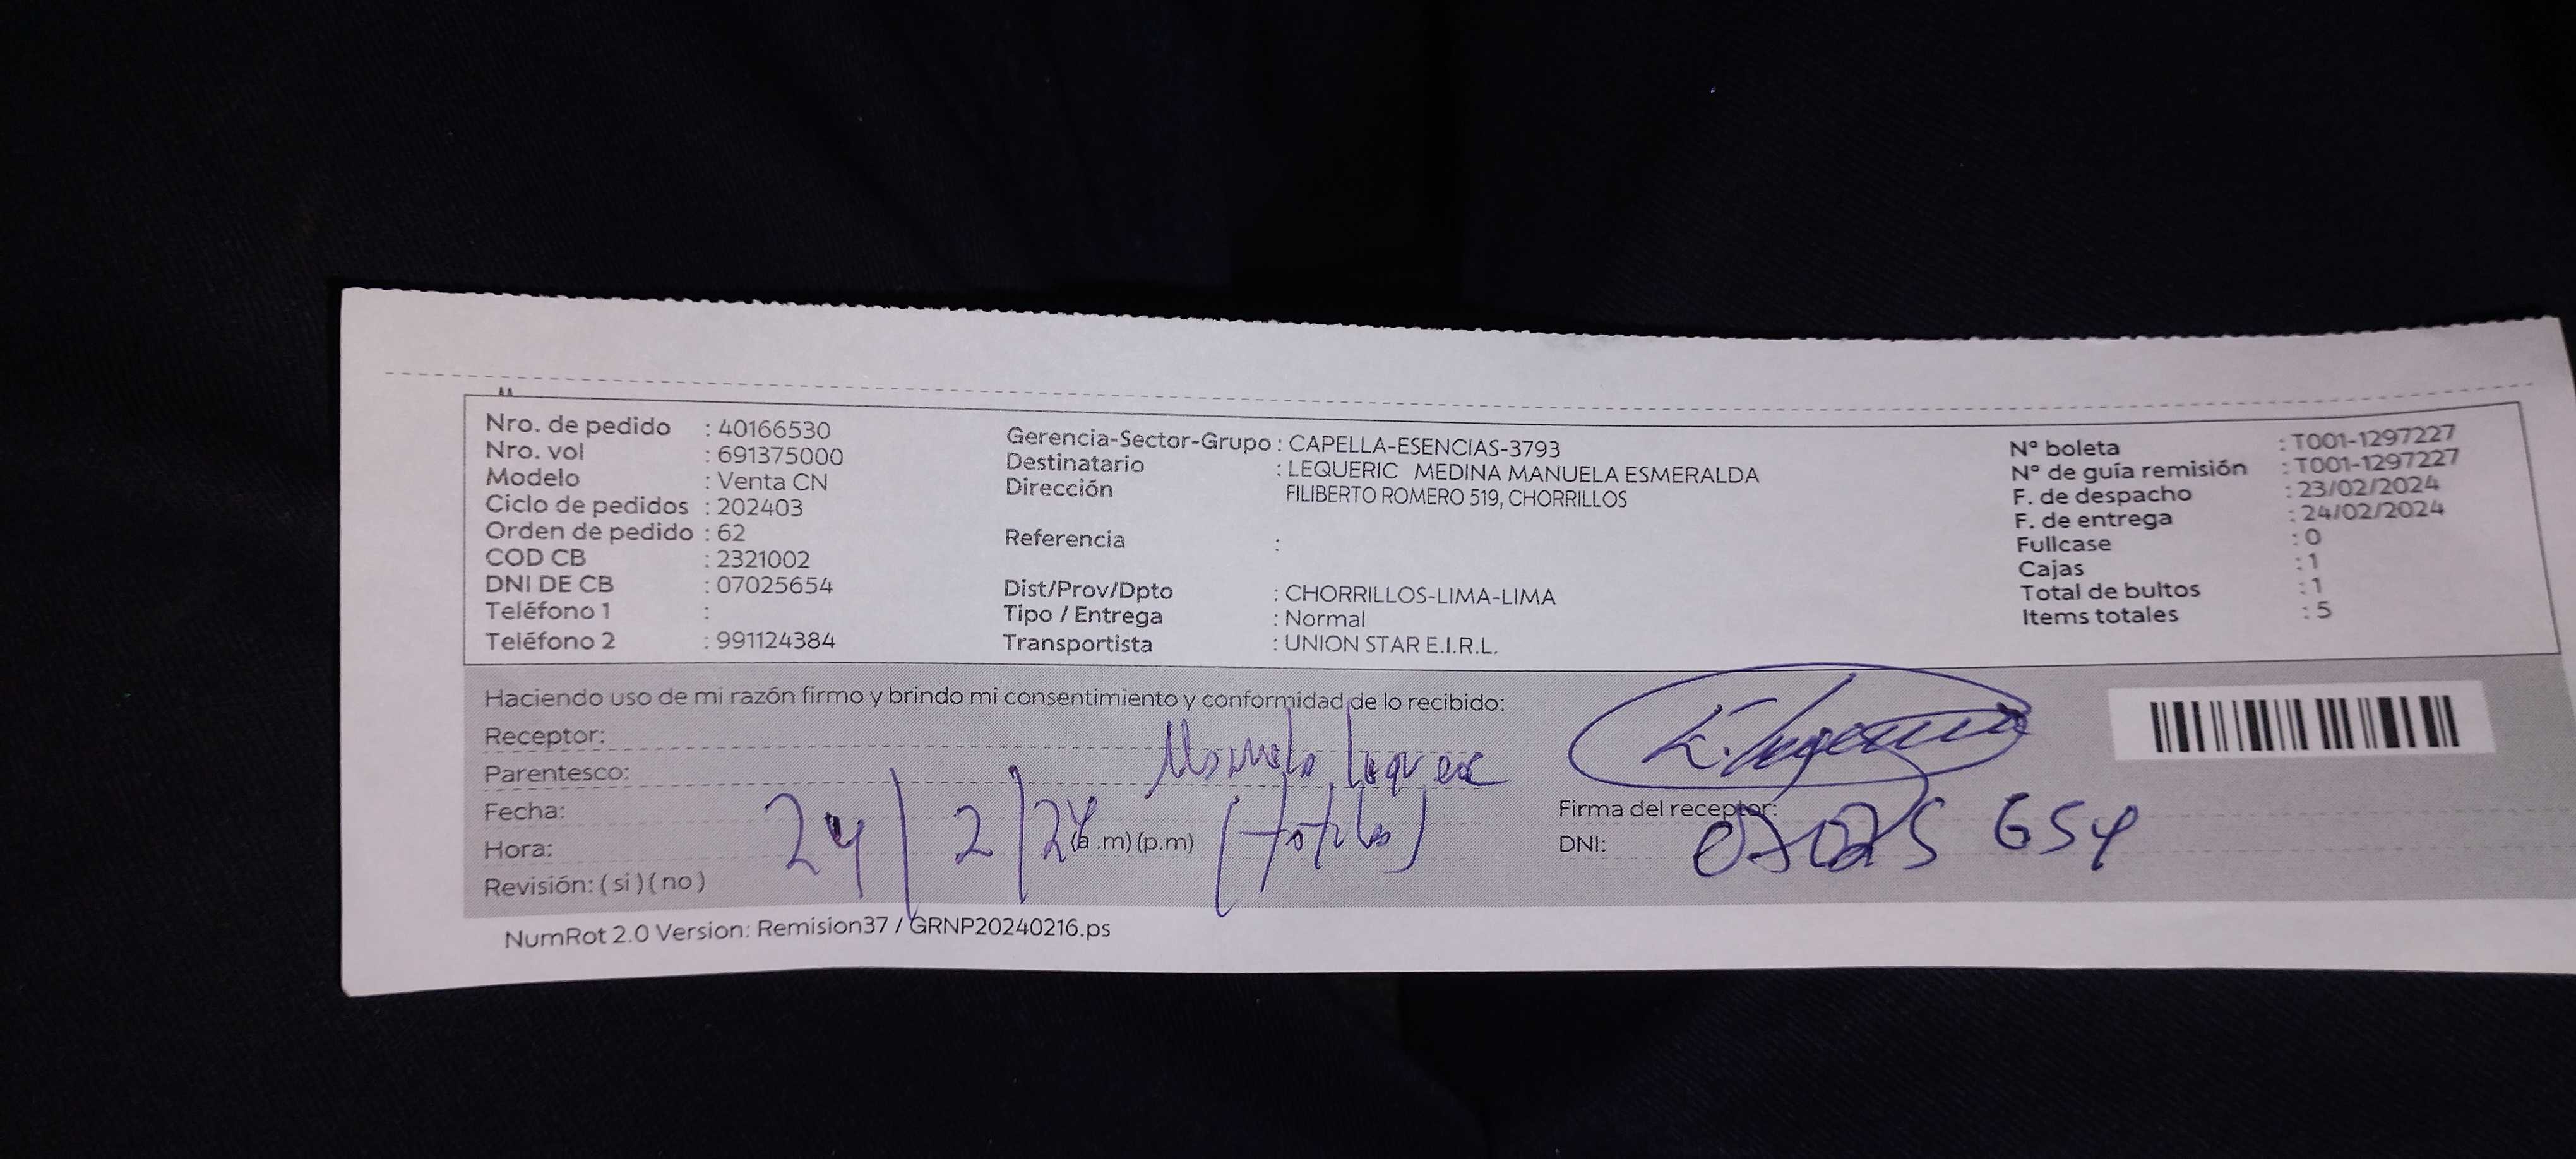 Nro. de pedido : 40166530
Nro. vol : 691375000
Modelo : Venta CN
Ciclo de pedidos : 202403
Orden de pedido : 62
COD CB : 2321002
DNI DE CB : 07025654
Teléfono 1 :
Teléfono 2 : 991124384
Gerencia-Sector-Grupo : CAPELLA-ESENCIAS-3793
Destinatario : LEQUERIC MEDINA MANUELA ESMERALDA
Dirección FILIBERTO ROMERO 519, CHORRILLOS
Referencia :
Dist/Prov/Dpto : CHORRILLOS-LIMA-LIMA
Tipo / Entrega : Normal
Transportista : UNION STAR E.I.R.L.
N° boleta : T001-1297227
N° de guía remisión : T001-1297227
F. de despacho : 23/02/2024
F. de entrega : 24/02/2024
Fullcase : 0
Cajas : 1
Total de bultos : 1
Items totales : 5
Haciendo uso de mi razón firmo y brindo mi consentimiento y conformidad de lo recibido:
Receptor:
Parentesco: Manuela Lequeric
Fecha: 24/2/24
Hora: (a.m) (p.m)
Revisión: ( si ) ( no )
Firma del receptor:
DNI: 07025654
NumRot 2.0 Version: Remision37 / GRNP20240216.ps